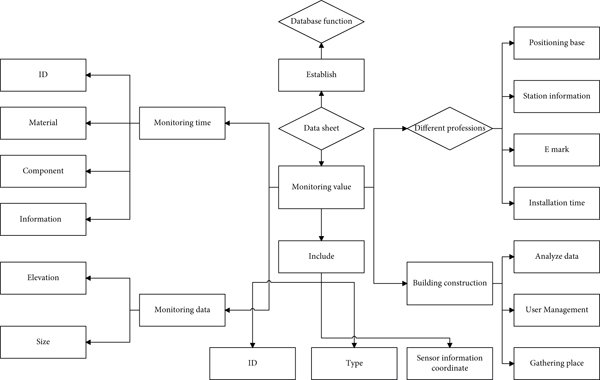 Database function
Positioning base
ID
Establish
Station information
Material
Monitoring time
Data sheet
Different professions
E mark
Component
Monitoring value
Installation time
Information
Include
Analyze data
Elevation
Building construction
Monitoring data
User Management
Size
ID
Type
Sensor information
coordinate
Gathering place